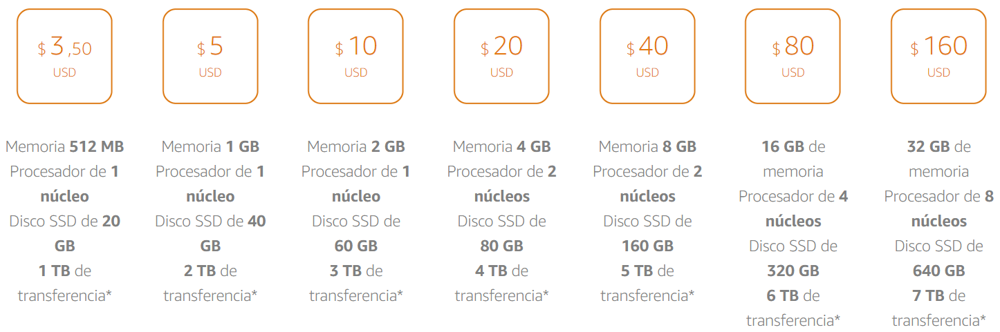 $ 3,50
USD
Memoria 512 MB
Procesador de 1
núcleo
Disco SSD de 20
GB
1 TB de
transferencia*
$ 5
USD
Memoria 1 GB
Procesador de 1
núcleo
Disco SSD de 40
GB
2 TB de
transferencia*
$ 10
USD
Memoria 2 GB
Procesador de 1
núcleo
Disco SSD de
60 GB
3 TB de
transferencia*
$ 20
USD
Memoria 4 GB
Procesador de 2
núcleos
Disco SSD de
80 GB
4 TB de
transferencia*
$ 40
USD
Memoria 8 GB
Procesador de 2
núcleos
Disco SSD de
160 GB
5 TB de
transferencia*
$ 80
USD
16 GB de
memoria
Procesador de 4
núcleos
Disco SSD de
320 GB
6 TB de
transferencia*
$ 160
USD
32 GB de
memoria
Procesador de 8
núcleos
Disco SSD de
640 GB
7 TB de
transferencia*